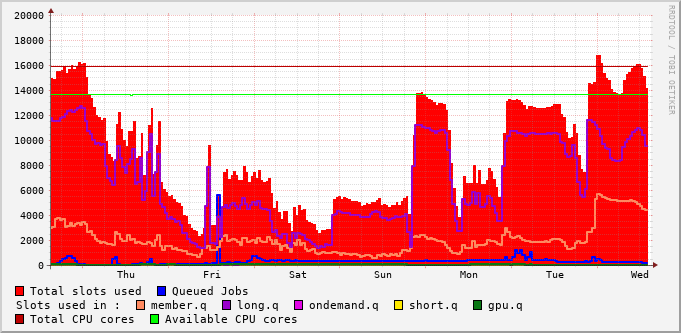 20000
18000
16000
14000
12000
10000
8000
6000
4000
2000
0
Thu Fri Sat Sun Mon Tue Wed
RRDTOOL / TOBI OETIKER
Total slots used Queued Jobs
Slots used in : member.q long.q ondemand.q short.q gpu.q
Total CPU cores Available CPU cores